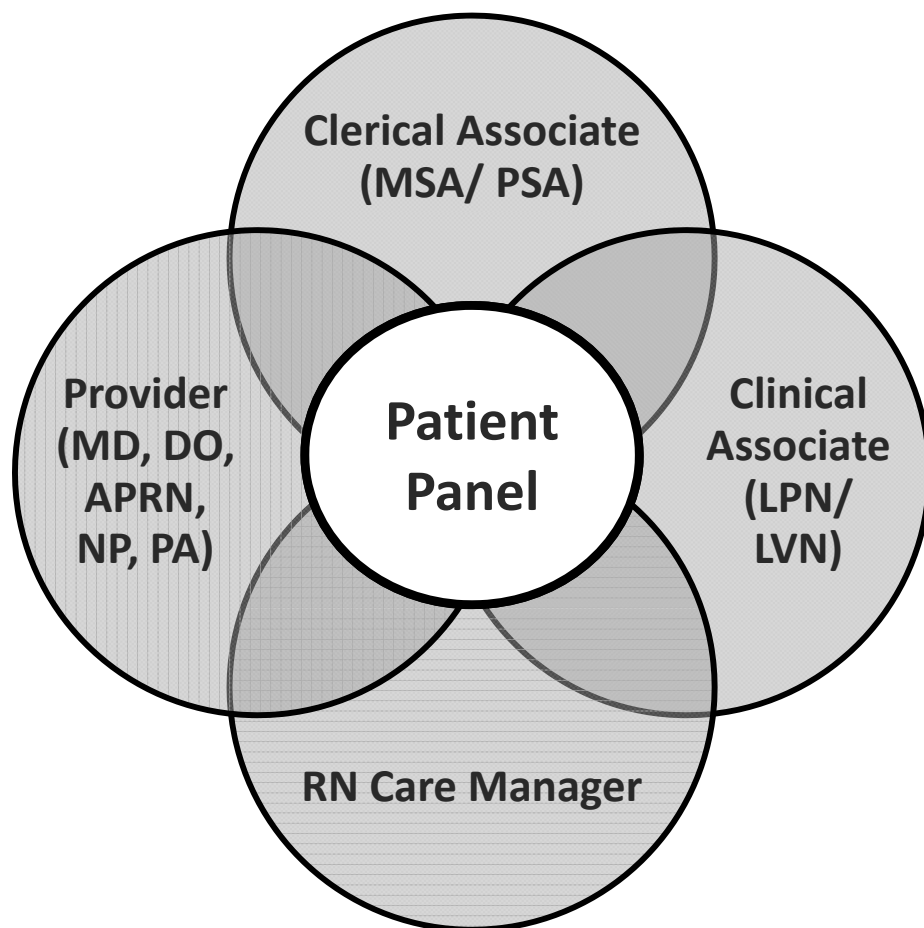 Clerical Associate
(MSA/ PSA)
Provider
(MD, DO,
APRN,
NP, PA)
Patient
Panel
Clinical
Associate
(LPN/
LVN)
RN Care Manager